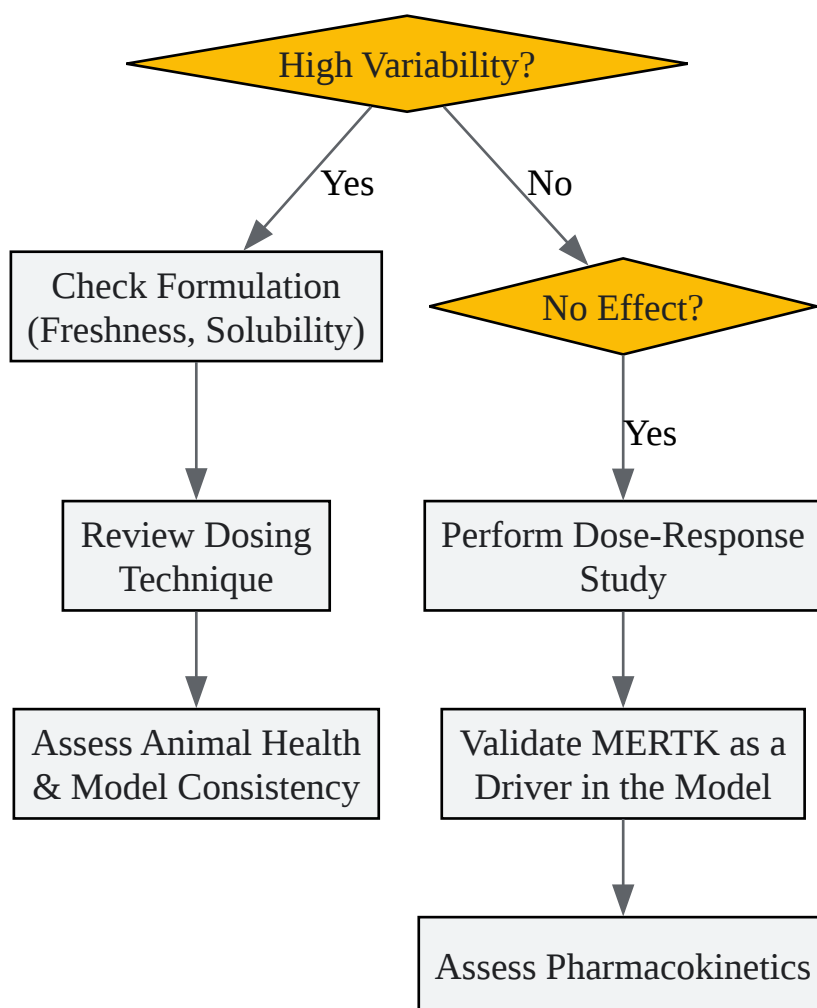 High Variability?
Yes
No
Check Formulation
(Freshness, Solubility)
No Effect?
Yes
Review Dosing
Technique
Perform Dose-Response
Study
Assess Animal Health
& Model Consistency
Validate MERTK as a
Driver in the Model
Assess Pharmacokinetics